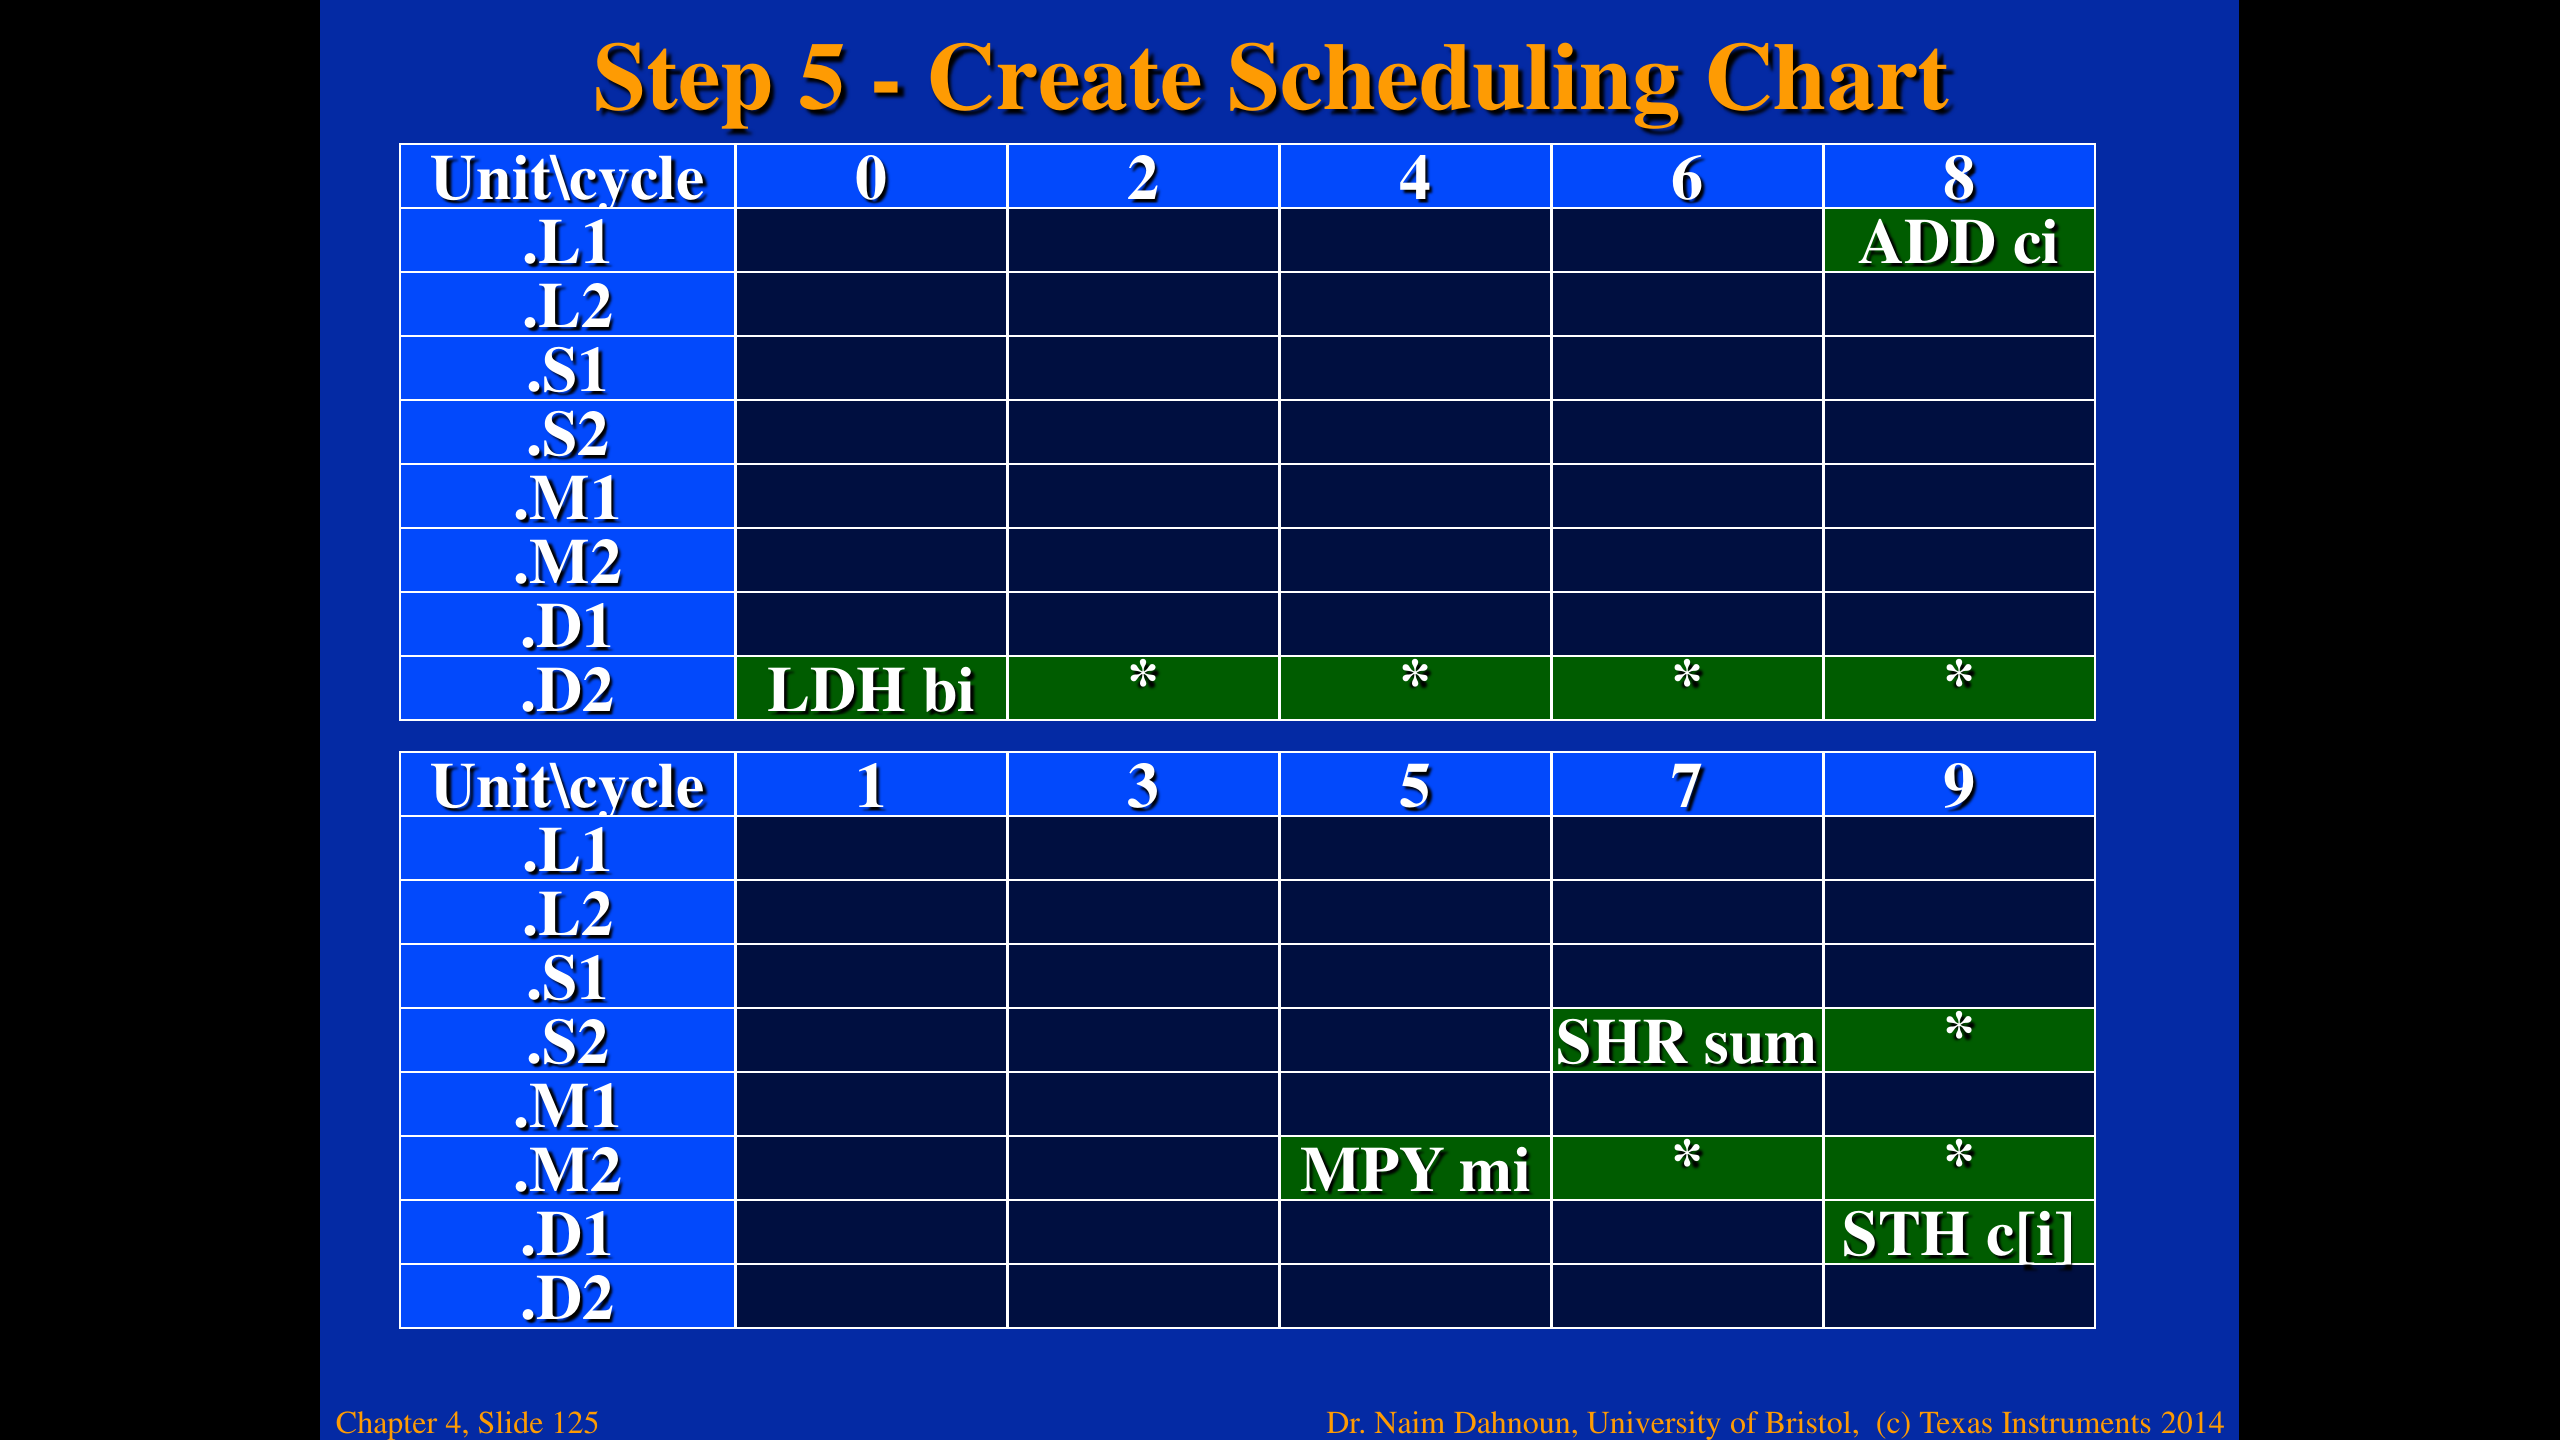 Step 5 - Create Scheduling Chart
Unit\cycle 0 2 4 6 8
.L1 ADD ci
.L2
.S1
.S2
.M1
.M2
.D1
.D2 LDH bi * * * *
Unit\cycle 1 3 5 7 9
.L1
.L2
.S1
.S2 SHR sum *
.M1
.M2 MPY mi * *
.D1 STH c[i]
.D2
Chapter 4, Slide 125
Dr. Naim Dahnoun, University of Bristol, (c) Texas Instruments 2014